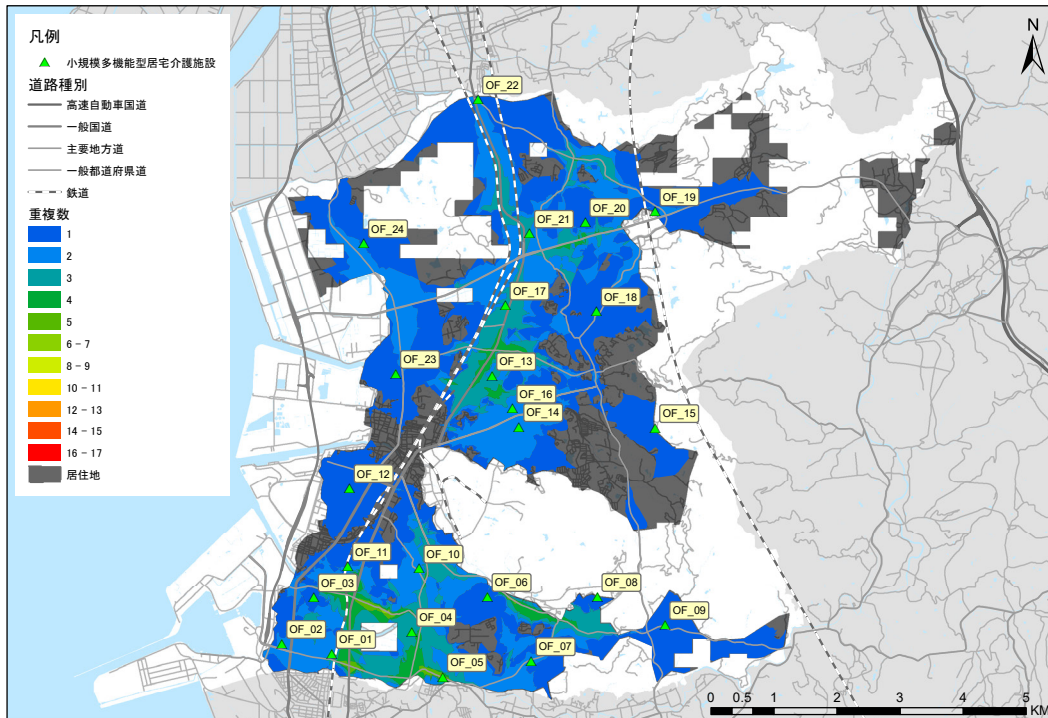 凡例
小規模多機能型居宅介護施設
道路種別
高速自動車国道
一般国道
主要地方道
一般都道府県道
鉄道
重複数
1
2
3
4
5
6 - 7
8 - 9
10 - 11
12 - 13
14 - 15
16 - 17
居住地
N
OF_22
OF_19
OF_20
OF_21
OF_24
OF_17
OF_18
OF_23
OF_13
OF_16
OF_14
OF_15
OF_12
OF_11
OF_10
OF_03
OF_06
OF_08
OF_09
OF_04
OF_02
OF_01
OF_07
OF_05
0 0.5 1 2 3 4 5
KM